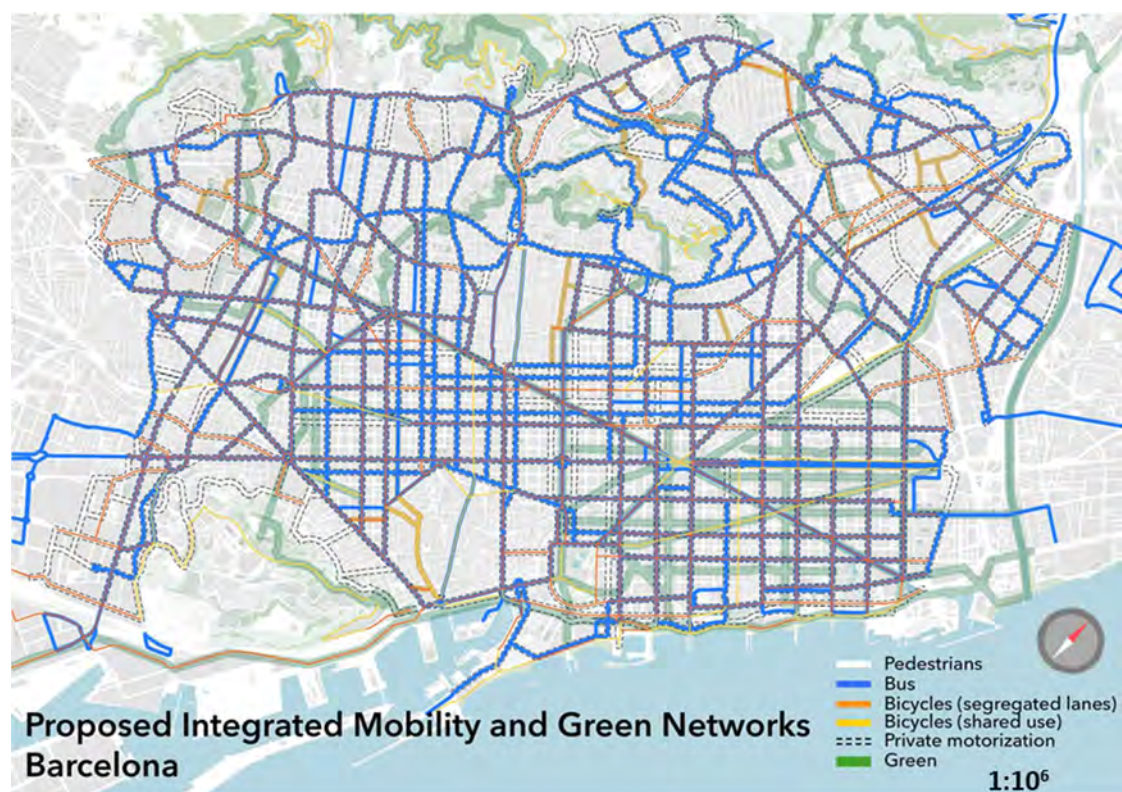 Pedestrians
Bus
Bicycles (segregated lanes)
Bicycles (shared use)
Private motorization
Green
1:10⁶
Proposed Integrated Mobility and Green Networks
Barcelona